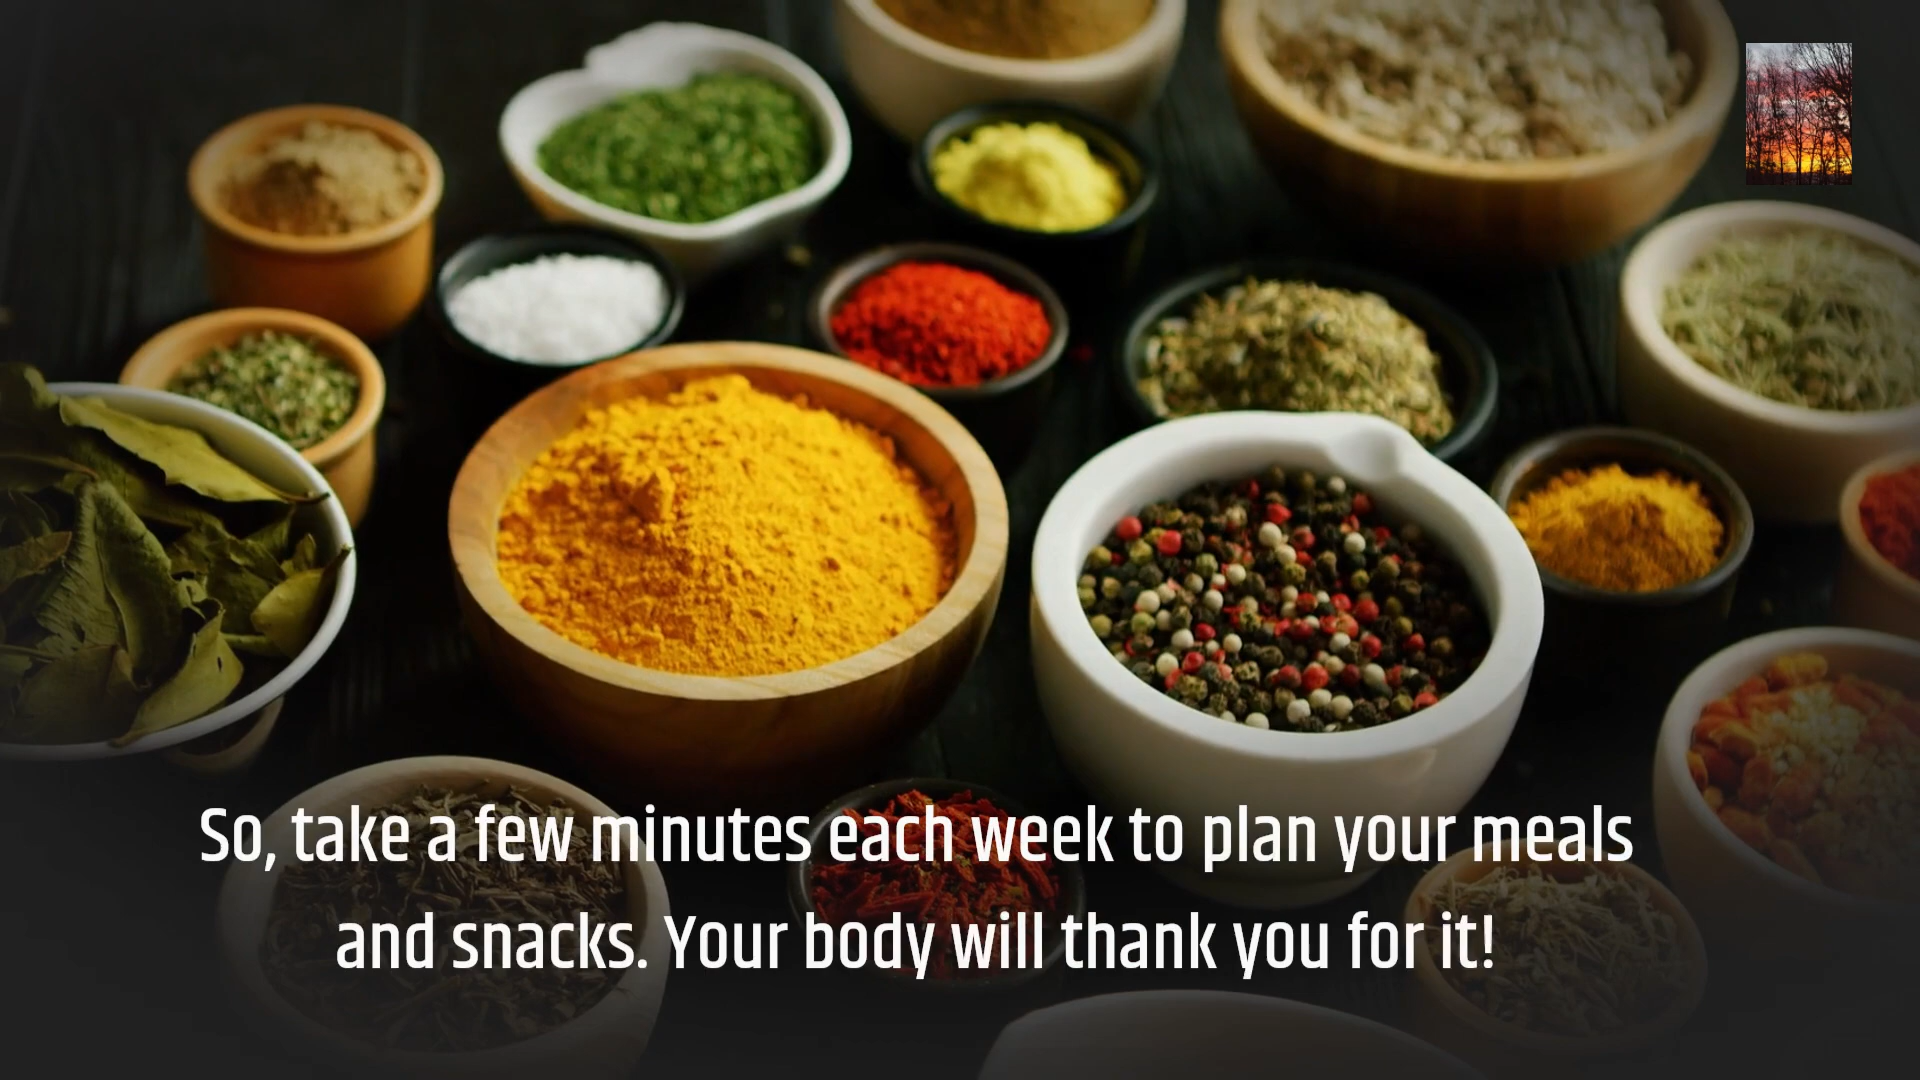 So, take a few minutes each week to plan your meals
and snacks. Your body will thank you for it!